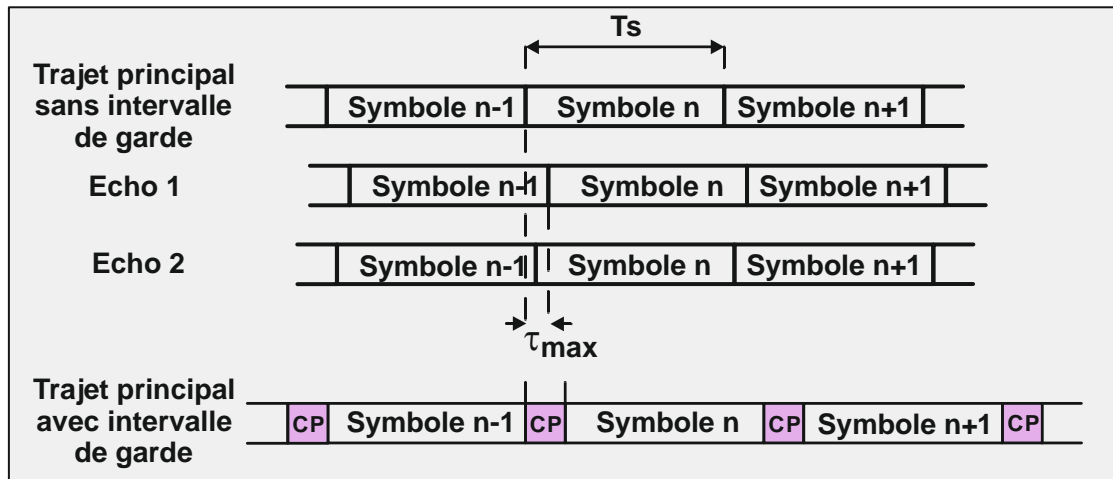 Ts
Trajet principal
sans intervalle
de garde
Symbole n-1 Symbole n Symbole n+1
Echo 1
Symbole n-1 Symbole n Symbole n+1
Echo 2
Symbole n-1 Symbole n Symbole n+1
τmax
Trajet principal
avec intervalle
de garde
CP Symbole n-1 CP Symbole n CP Symbole n+1 CP